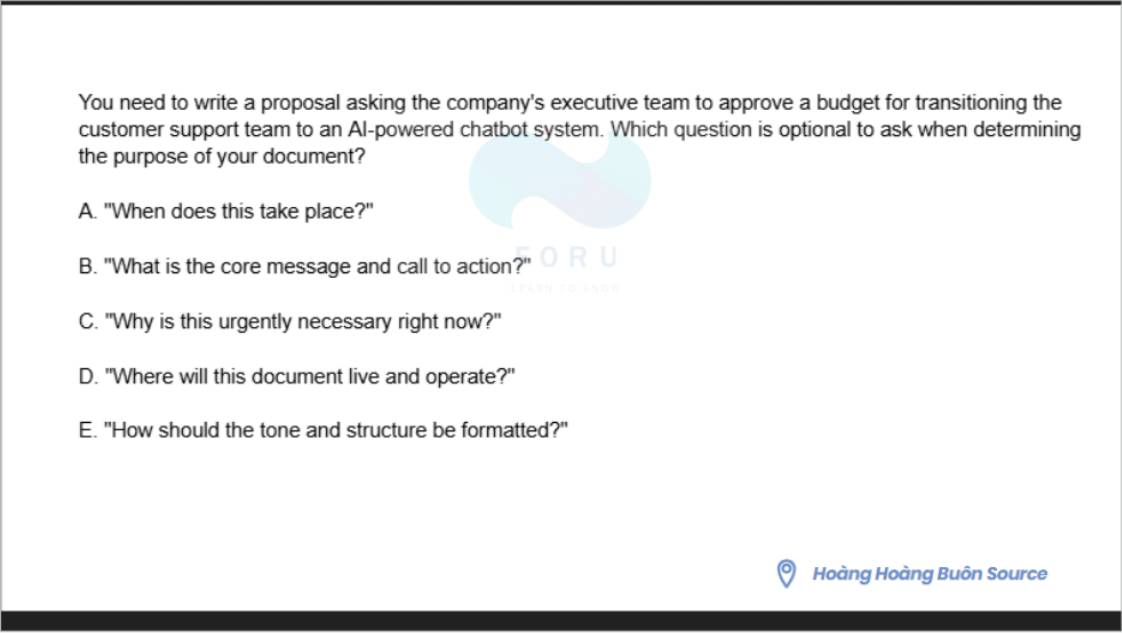 You need to write a proposal asking the company's executive team to approve a budget for transitioning the
customer support team to an AI-powered chatbot system. Which question is optional to ask when determining
the purpose of your document?
A. "When does this take place?"
B. "What is the core message and call to action?"
C. "Why is this urgently necessary right now?"
D. "Where will this document live and operate?"
E. "How should the tone and structure be formatted?"
FORU
LEARN TO KNOW
Hoàng Hoàng Buôn Source